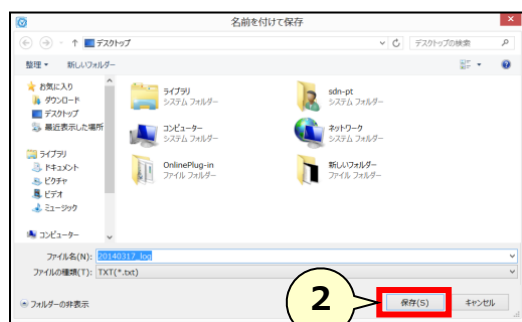 名前を付けて保存
デスクトップ
デスクトップの検索
整理
新しいフォルダー
お気に入り
ダウンロード
デスクトップ
最近表示した場所
ライブラリ
ドキュメント
ピクチャ
ビデオ
ミュージック
コンピューター
ライブラリ
システム フォルダー
sdn-pt
システム フォルダー
コンピューター
システム フォルダー
ネットワーク
システム フォルダー
OnlinePlug-in
ファイル フォルダー
新しいフォルダー
ファイル フォルダー
ファイル名(N): 20140317_log
ファイルの種類(T): TXT(*.txt)
フォルダーの非表示
2
保存(S)
キャンセル